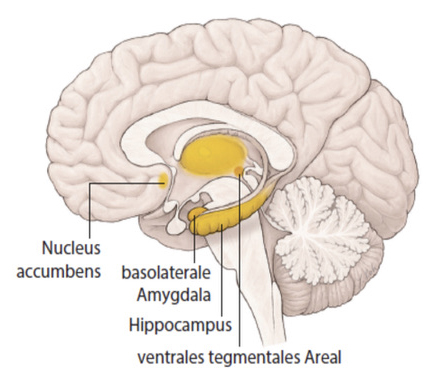 Nucleus
accumbens
basolaterale
Amygdala
Hippocampus
ventrales tegmentales Areal